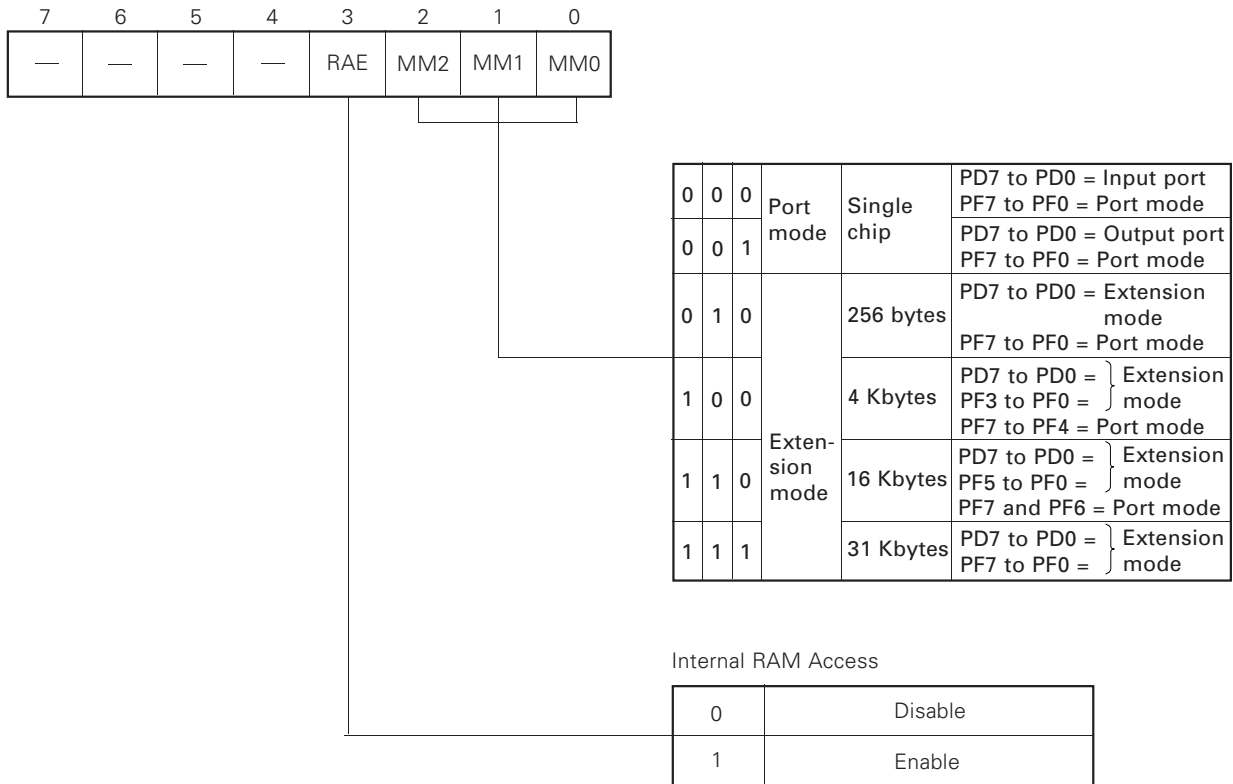 7 6 5 4 3 2 1 0
— — — — RAE MM2 MM1 MM0
0 0 0 Port mode Single chip PD7 to PD0 = Input port
PF7 to PF0 = Port mode
0 0 1 PD7 to PD0 = Output port
PF7 to PF0 = Port mode
0 1 0 Exten-
sion
mode 256 bytes PD7 to PD0 = Extension
mode
PF7 to PF0 = Port mode
1 0 0 4 Kbytes PD7 to PD0 = } Extension
PF3 to PF0 = mode
PF7 to PF4 = Port mode
1 1 0 16 Kbytes PD7 to PD0 = } Extension
PF5 to PF0 = mode
PF7 and PF6 = Port mode
1 1 1 31 Kbytes PD7 to PD0 = } Extension
PF7 to PF0 = mode
Internal RAM Access
0 Disable
1 Enable